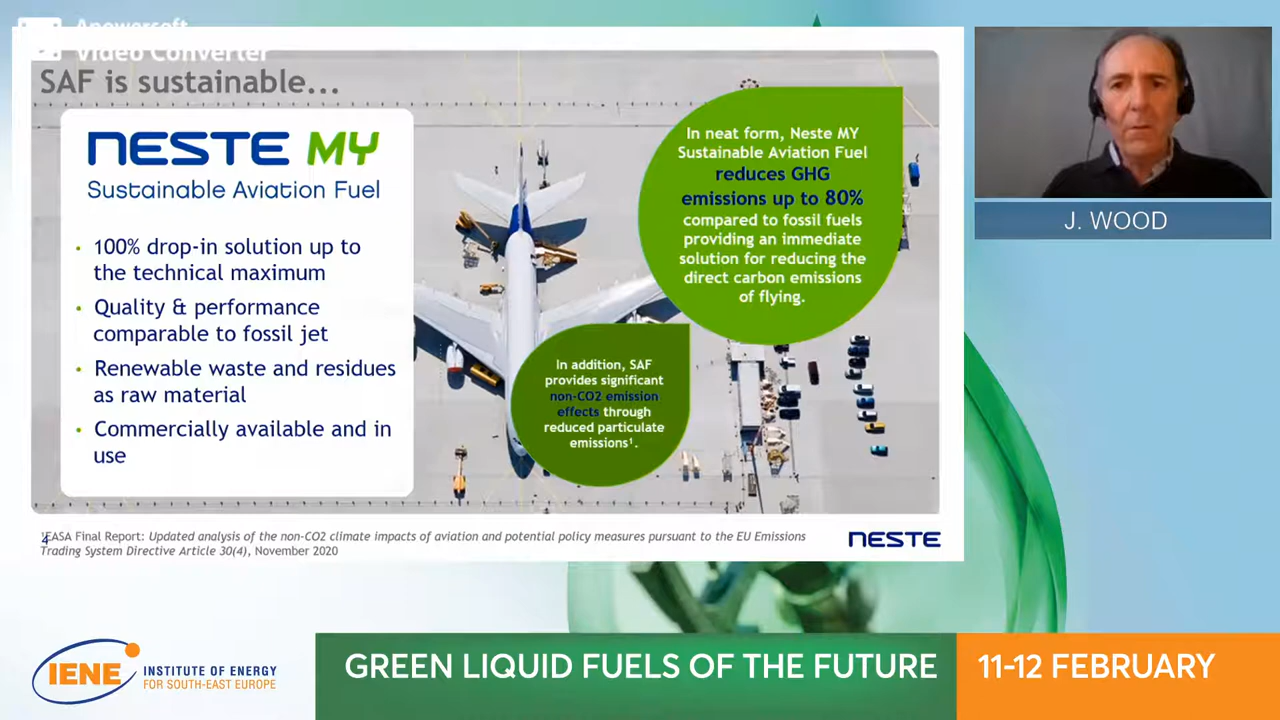 Apowersoft
Video Converter
SAF is sustainable...
NESTE MY
Sustainable Aviation Fuel
• 100% drop-in solution up to
the technical maximum
• Quality & performance
comparable to fossil jet
• Renewable waste and residues
as raw material
• Commercially available and in
use
In neat form, Neste MY
Sustainable Aviation Fuel
reduces GHG
emissions up to 80%
compared to fossil fuels
providing an immediate
solution for reducing the
direct carbon emissions
of flying.
In addition, SAF
provides significant
non-CO2 emission
effects through
reduced particulate
emissions¹.
J. WOOD
4
¹EASA Final Report: Updated analysis of the non-CO2 climate impacts of aviation and potential policy measures pursuant to the EU Emissions
Trading System Directive Article 30(4), November 2020
NESTE
IENE
INSTITUTE OF ENERGY
FOR SOUTH-EAST EUROPE
GREEN LIQUID FUELS OF THE FUTURE
11-12 FEBRUARY